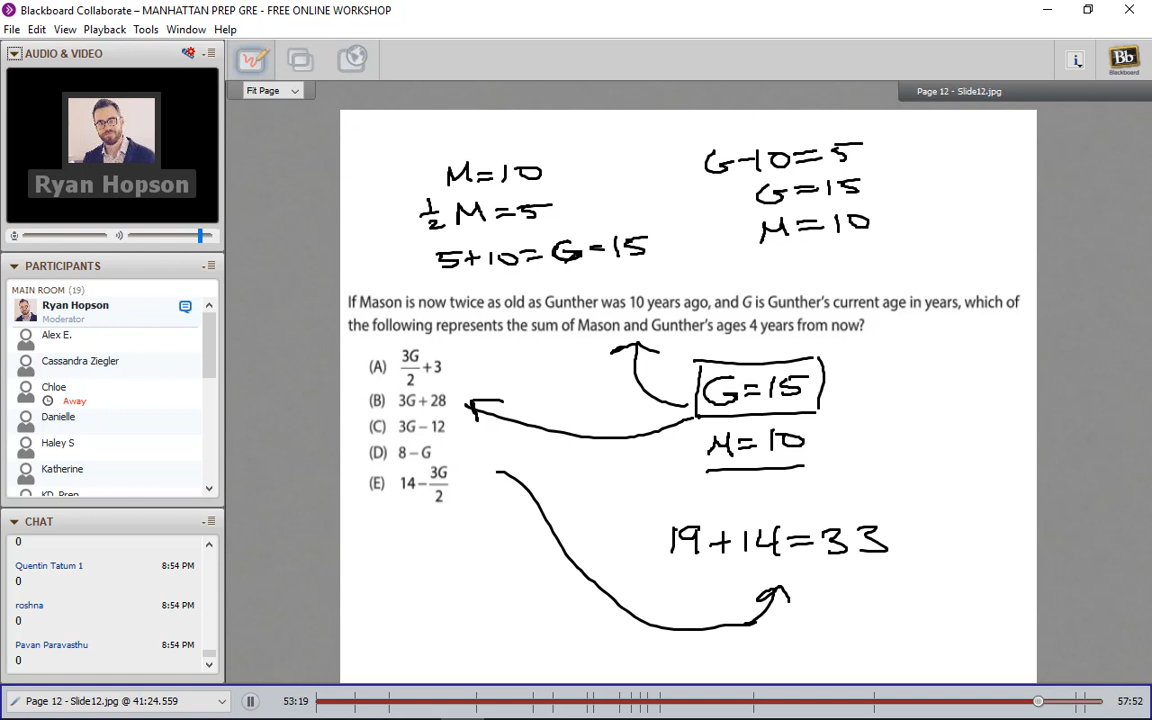 Blackboard Collaborate – MANHATTAN PREP GRE - FREE ONLINE WORKSHOP
File Edit View Playback Tools Window Help
AUDIO & VIDEO
Ryan Hopson
PARTICIPANTS
MAIN ROOM (19)
Ryan Hopson
Moderator
Alex E.
Cassandra Ziegler
Chloe
Away
Danielle
Haley S
Katherine
KD Prep
CHAT
0
Quentin Tatum 1 8:54 PM
0
roshna 8:54 PM
0
Pavan Paravasthu 8:54 PM
0
Fit Page
i
Bb
Blackboard
Page 12 - Slide12.jpg
M=10
½ M=5
5+10=G=15
G-10=5
G=15
M=10
If Mason is now twice as old as Gunther was 10 years ago, and G is Gunther's current age in years, which of
the following represents the sum of Mason and Gunther's ages 4 years from now?
(A) 3G/2 + 3
(B) 3G + 28
(C) 3G – 12
(D) 8 – G
(E) 14 – 3G/2
G=15
M=10
19+14=33
Page 12 - Slide12.jpg @ 41:24.559
53:19
57:52